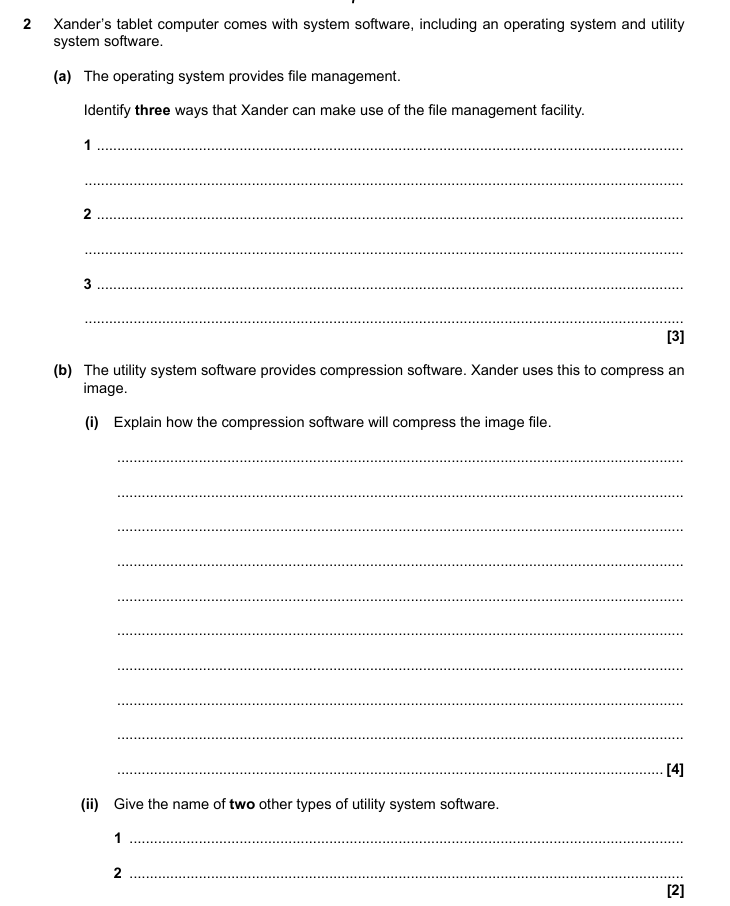 2 Xander's tablet computer comes with system software, including an operating system and utility
system software.
(a) The operating system provides file management.
Identify three ways that Xander can make use of the file management facility.
1 ....................................................................................................
....................................................................................................
2 ....................................................................................................
....................................................................................................
3 ....................................................................................................
....................................................................................................
[3]
(b) The utility system software provides compression software. Xander uses this to compress an
image.
(i) Explain how the compression software will compress the image file.
....................................................................................................
....................................................................................................
....................................................................................................
....................................................................................................
....................................................................................................
....................................................................................................
....................................................................................................
....................................................................................................
....................................................................................................
.................................................................................................... [4]
(ii) Give the name of two other types of utility system software.
1 ....................................................................................................
2 ....................................................................................................
[2]